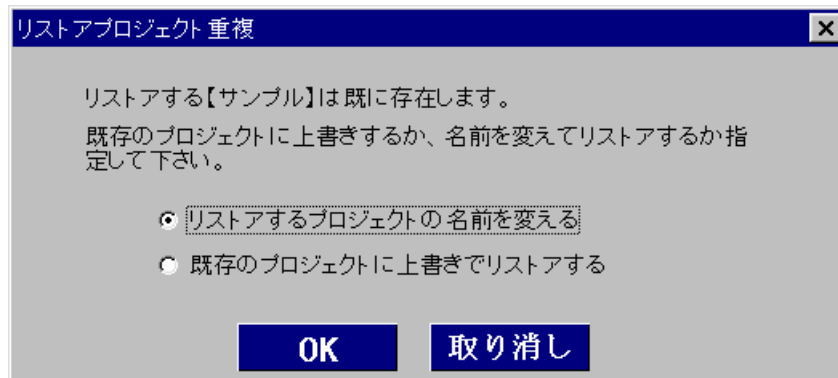 リストアプロジェクト重複
リストアする【サンプル】は既に存在します。
既存のプロジェクトに上書きするか、名前を変えてリストアするか指
定して下さい。
リストアするプロジェクトの名前を変える
既存のプロジェクトに上書きでリストアする
OK 取り消し